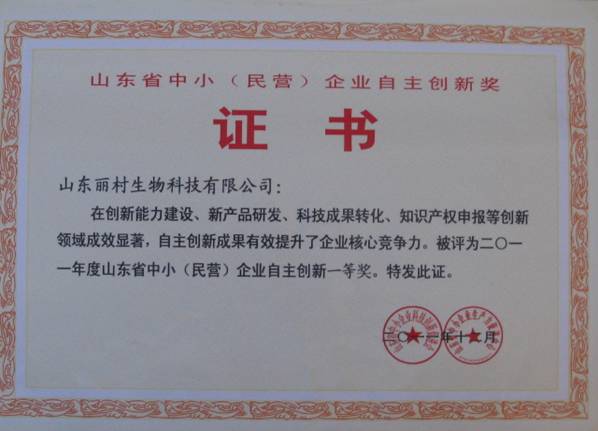 山东省中小（民营）企业自主创新奖
证书
山东丽村生物科技有限公司：
在创新能力建设、新产品研发、科技成果转化、知识产权申报等创新
领域成效显著，自主创新成果有效提升了企业核心竞争力。被评为二〇一
一年度山东省中小（民营）企业自主创新一等奖。特发此证。
二〇一一年十二月